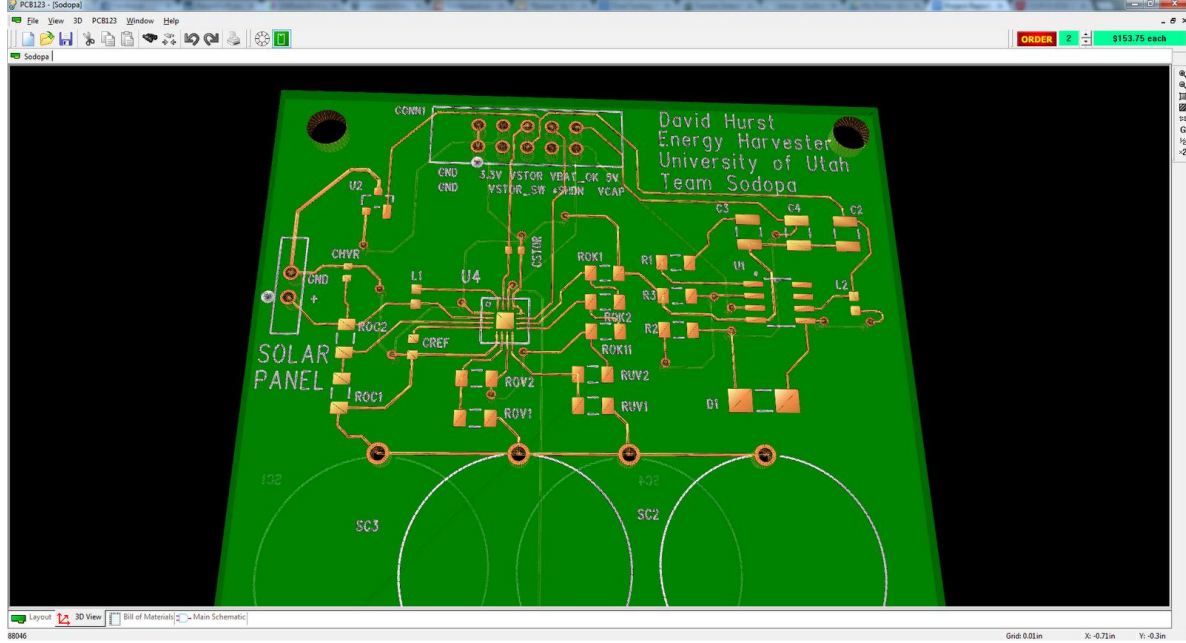 PCB123 - [Sodopa]
File View 3D PCB123 Window Help
ORDER 2 $153.75 each
Sodopa
CONN1
David Hurst
Energy Harvester
University of Utah
Team Sodopa
GND 3.3V VSTOR VBAT_OK 5V
GND VSTOR_SW *SHDN VCAP
U2
C3 C4 C2
CSTOR
CHVR
GND
+
L1 U4 ROK1 R1 U1 L2
R3
ROK2
R2
ROC2
CREF
ROK11
SOLAR
PANEL
ROC1
ROV2 RUV2
ROV1 RUV1 D1
SC1 SC4
SC3 SC2
Layout 3D View Bill of Materials Main Schematic
88046 Grid: 0.01in X: -0.71in Y: -0.3in